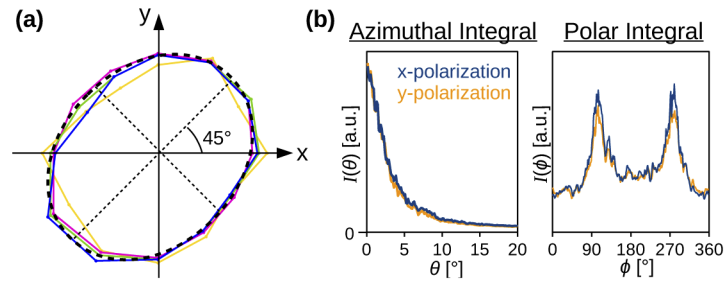 (a)
y
45°
x
(b)
Azimuthal Integral
Polar Integral
x-polarization
y-polarization
I(θ) [a.u.]
0
0
5
10
15
20
θ [°]
I(ϕ) [a.u.]
0
90
180
270
360
ϕ [°]